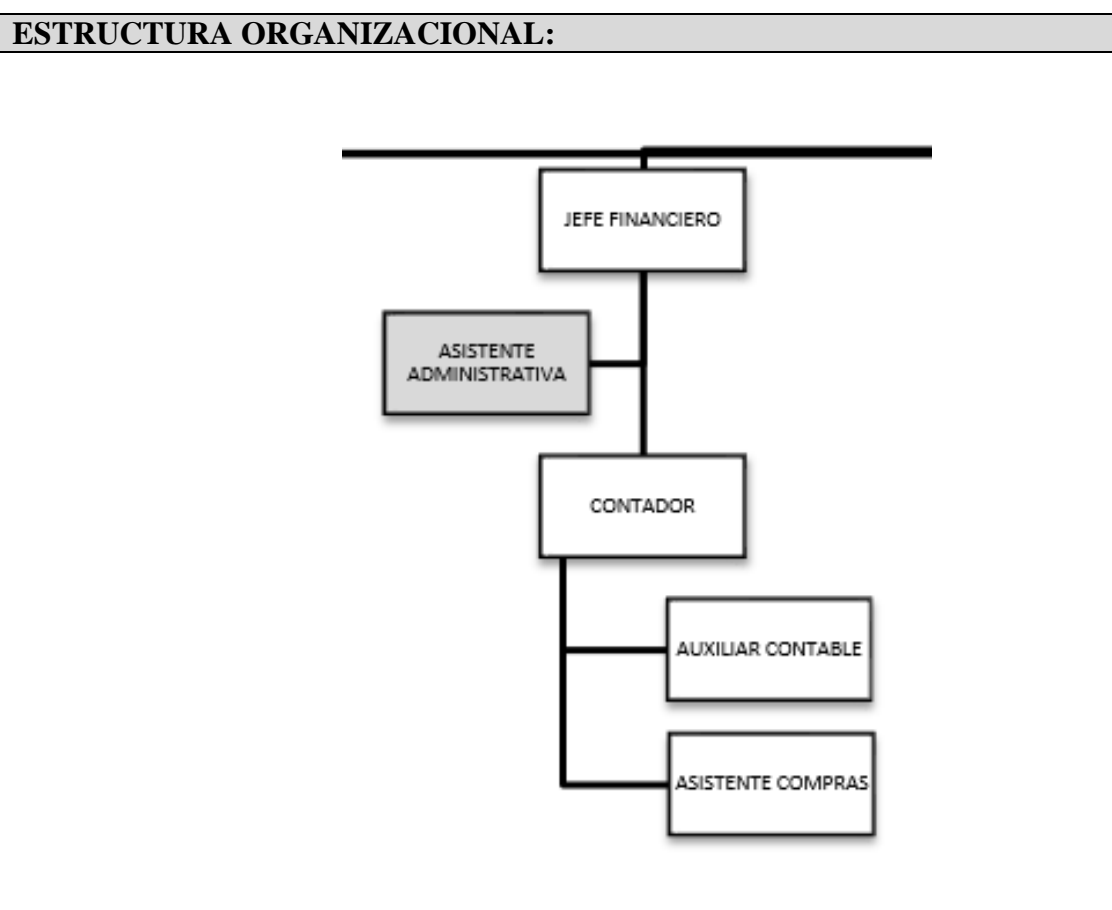 ESTRUCTURA ORGANIZACIONAL:
JEFE FINANCIERO
ASISTENTE
ADMINISTRATIVA
CONTADOR
AUXILIAR CONTABLE
ASISTENTE COMPRAS